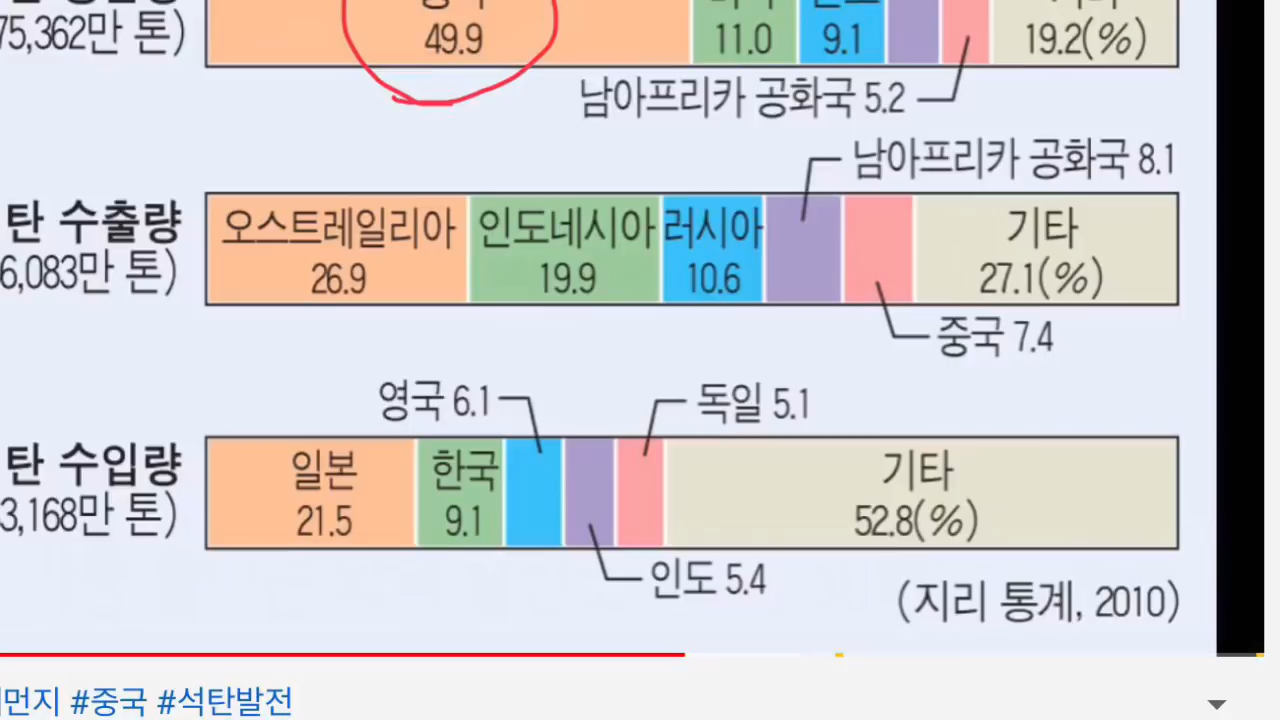 75,362만 톤)
49.9
11.0
9.1
19.2(%)
남아프리카 공화국 5.2
남아프리카 공화국 8.1
탄 수출량
6,083만 톤)
오스트레일리아
26.9
인도네시아
19.9
러시아
10.6
기타
27.1(%)
중국 7.4
영국 6.1
독일 5.1
탄 수입량
3,168만 톤)
일본
21.5
한국
9.1
기타
52.8(%)
인도 5.4
(지리 통계, 2010)
먼지 #중국 #석탄발전